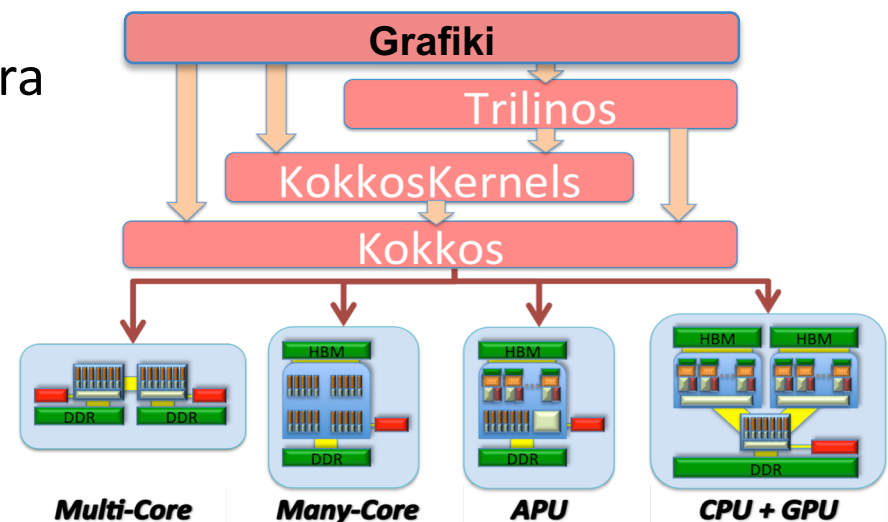 Grafiki
ra
Trilinos
KokkosKernels
Kokkos
HBM
HBM
HBM
HBM
DDR
DDR
DDR
DDR
DDR
Multi-Core
Many-Core
APU
CPU + GPU